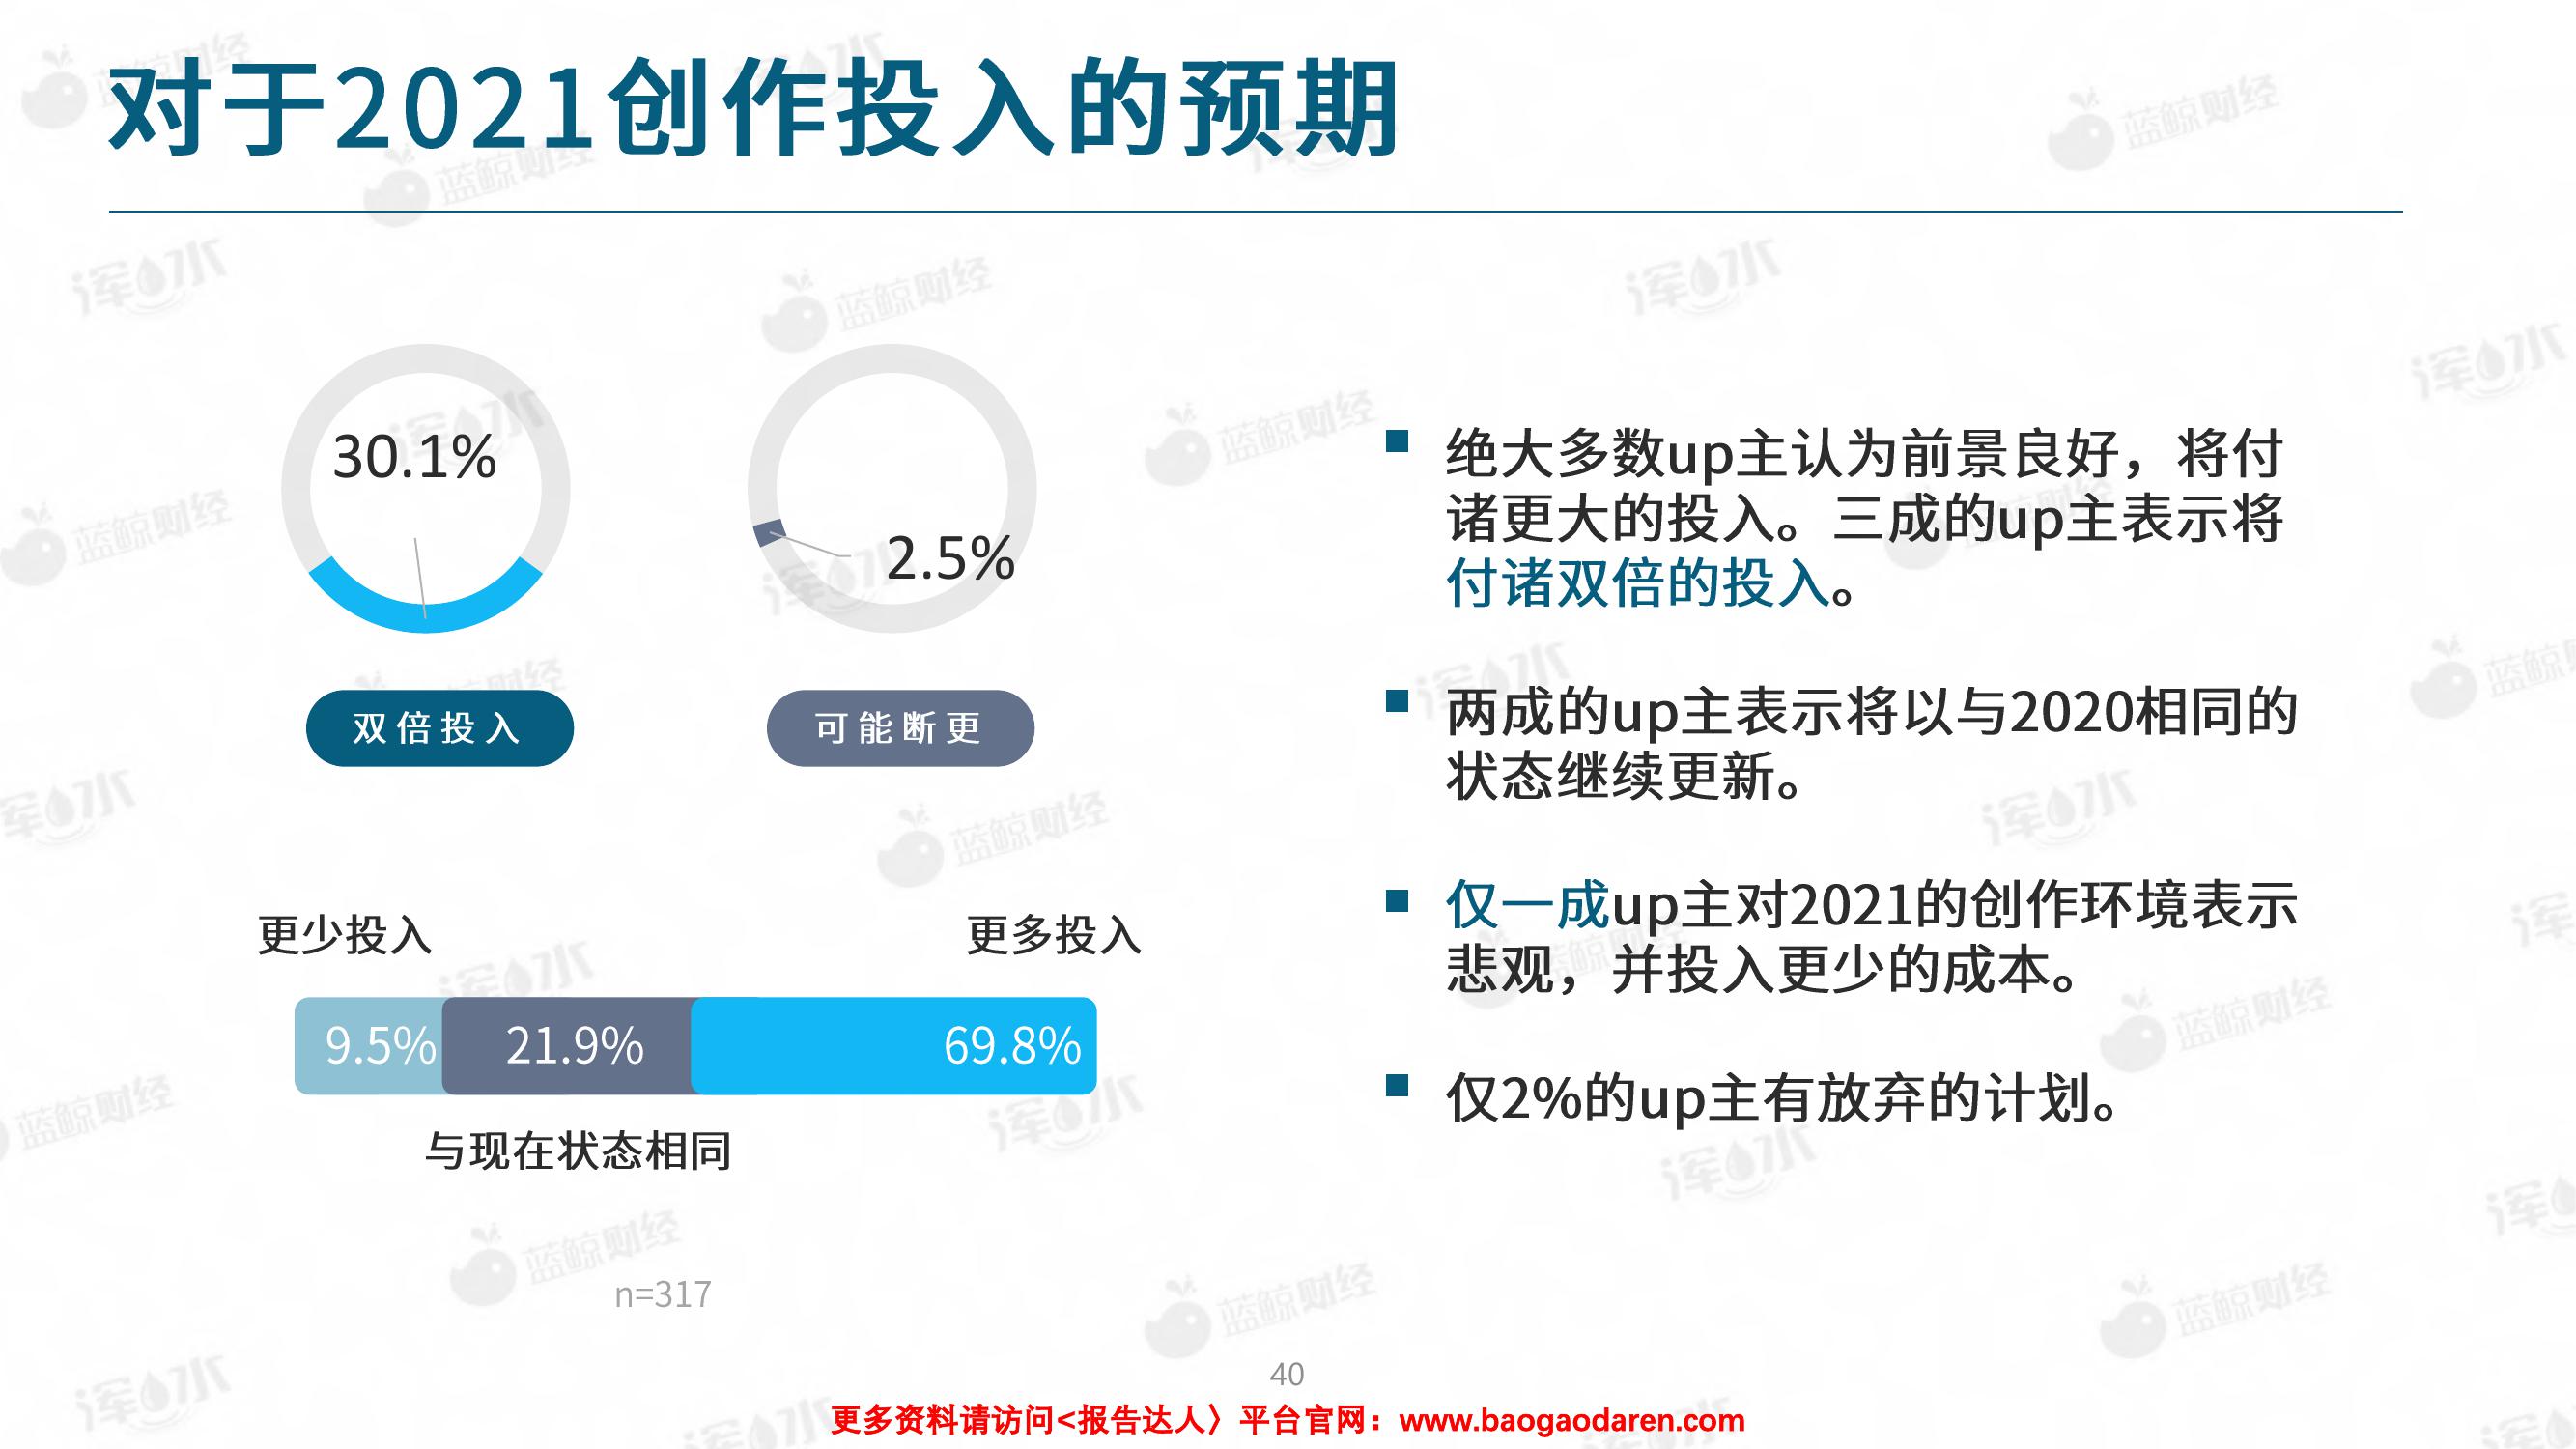 对于2021创作投入的预期
30.1%
2.5%
双倍投入
可能断更
更少投入
更多投入
9.5%
21.9%
69.8%
与现在状态相同
n=317
绝大多数up主认为前景良好，将付
诸更大的投入。三成的up主表示将
付诸双倍的投入。
两成的up主表示将以与2020相同的
状态继续更新。
仅一成up主对2021的创作环境表示
悲观，并投入更少的成本。
仅2%的up主有放弃的计划。
40
更多资料请访问<报告达人〉平台官网：www.baogaodaren.com
蓝鲸财经
浑水